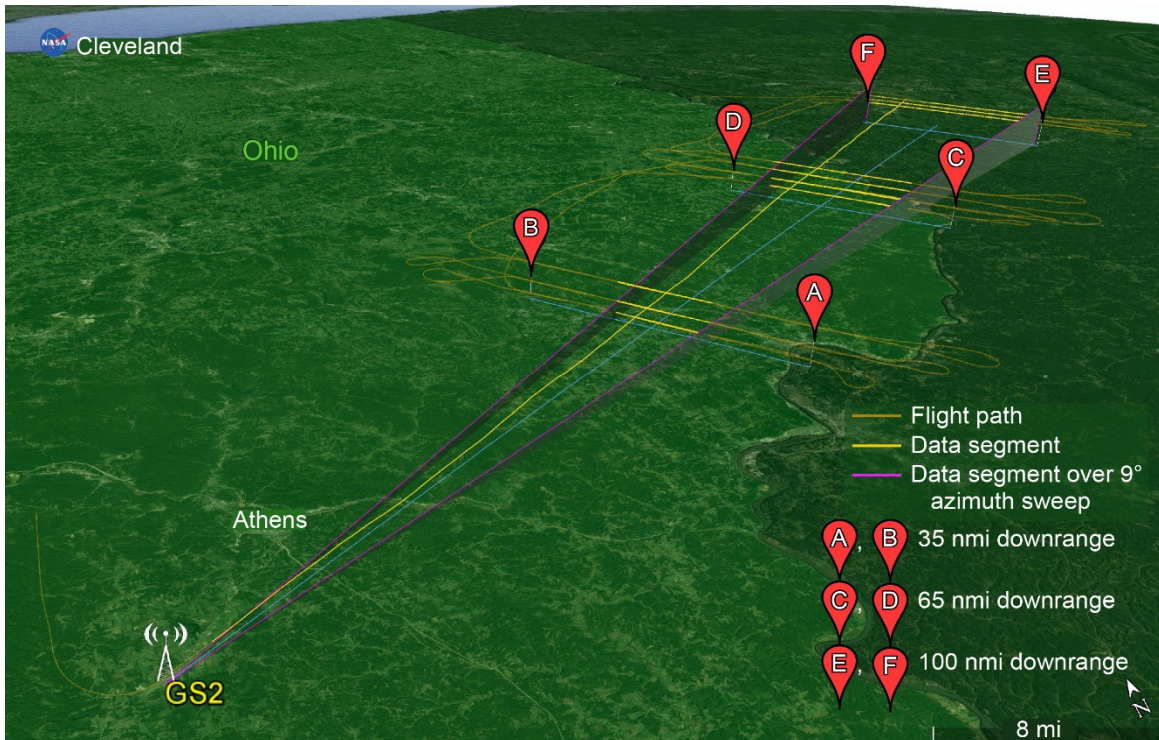 NASA Cleveland
F
E
D
Ohio
C
B
A
Flight path
Data segment
Data segment over 9°
azimuth sweep
Athens
A, B 35 nmi downrange
C, D 65 nmi downrange
E, F 100 nmi downrange
GS2
N
8 mi